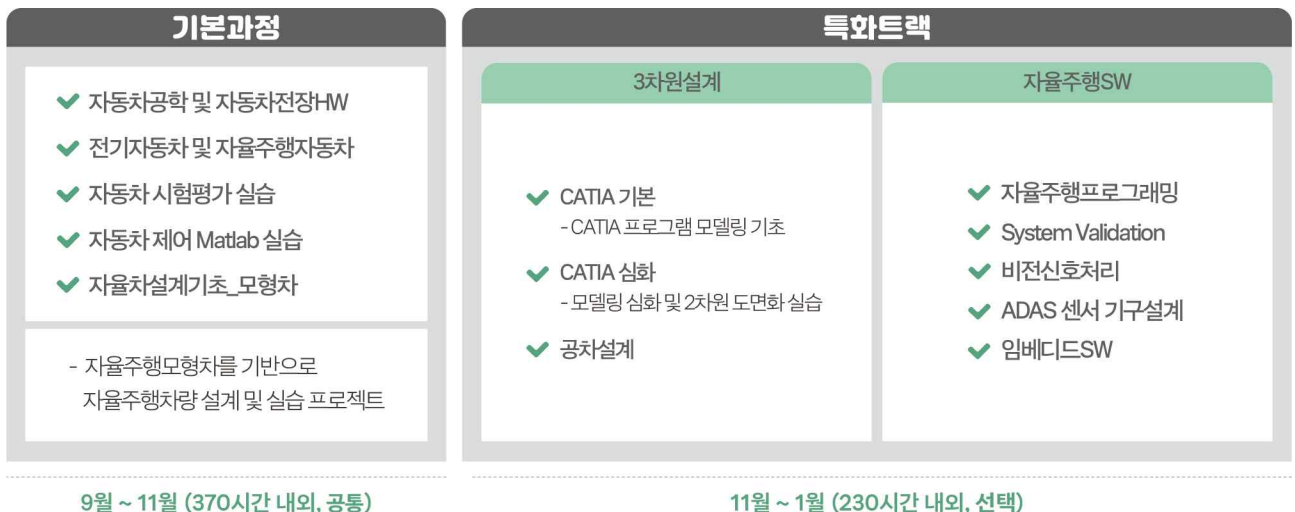 기본과정
자동차공학 및 자동차전장HW
전기자동차 및 자율주행자동차
자동차 시험평가 실습
자동차 제어 Matlab 실습
자율차설계기초_모형차
- 자율주행모형차를 기반으로
자율주행차량 설계 및 실습 프로젝트
9월 ~ 11월 (370시간 내외, 공통)
특화트랙
3차원설계
CATIA 기본
- CATIA 프로그램 모델링 기초
CATIA 심화
- 모델링 심화 및 2차원 도면화 실습
공차설계
자율주행SW
자율주행프로그래밍
System Validation
비전신호처리
ADAS 센서 기구설계
임베디드SW
11월 ~ 1월 (230시간 내외, 선택)